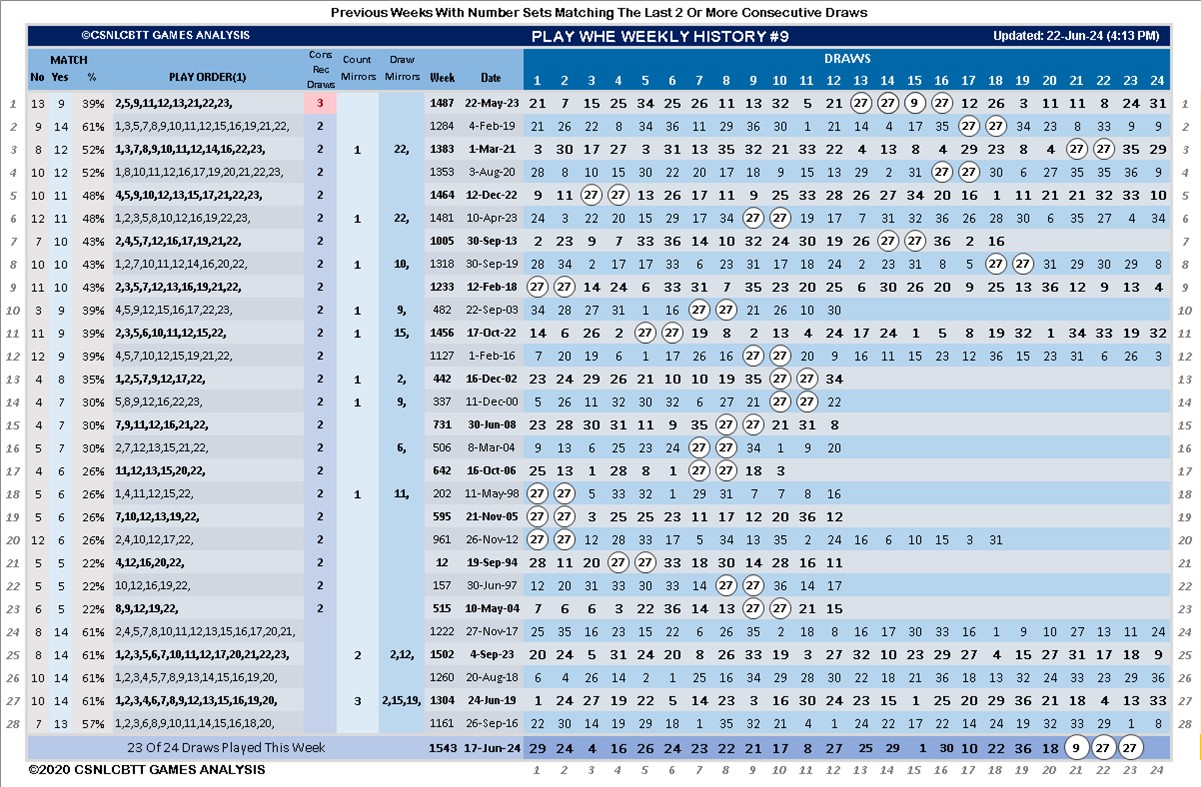 Previous Weeks With Number Sets Matching The Last 2 Or More Consecutive Draws
©CSNLCBTT GAMES ANALYSIS PLAY WHE WEEKLY HISTORY #9 Updated: 22-Jun-24 (4:13 PM)
MATCH Cons Rec Draws Count Mirrors Draw Mirrors DRAWS
No Yes % PLAY ORDER(1) Week Date 1 2 3 4 5 6 7 8 9 10 11 12 13 14 15 16 17 18 19 20 21 22 23 24
1 13 9 39% 2,5,9,11,12,13,21,22,23, 3 1487 22-May-23 21 7 15 25 34 25 26 11 13 32 5 21 27 27 9 27 12 26 3 11 11 8 24 31 1
2 9 14 61% 1,3,5,7,8,9,10,11,12,15,16,19,21,22, 2 1284 4-Feb-19 21 26 22 8 34 36 11 29 36 30 1 21 14 4 17 35 27 27 34 23 8 33 9 9 2
3 8 12 52% 1,3,7,8,9,10,11,12,14,16,22,23, 2 1 22, 1383 1-Mar-21 3 30 17 27 3 31 13 35 32 21 33 22 4 13 8 4 29 23 8 4 27 27 35 29 3
4 10 12 52% 1,8,10,11,12,16,17,19,20,21,22,23, 2 1353 3-Aug-20 28 8 10 15 30 22 20 17 18 9 15 13 29 2 31 27 27 30 6 27 35 35 36 9 4
5 10 11 48% 4,5,9,10,12,13,15,17,21,22,23, 2 1464 12-Dec-22 9 11 27 27 13 26 17 11 9 25 33 28 26 27 34 20 16 1 11 21 21 32 33 10 5
6 12 11 48% 1,2,3,5,8,10,12,16,19,22,23, 2 1 22, 1481 10-Apr-23 24 3 22 20 15 29 17 34 27 27 19 17 7 31 32 36 26 28 30 6 35 27 4 34 6
7 7 10 43% 2,4,5,7,12,16,17,19,21,22, 2 1005 30-Sep-13 2 23 9 7 33 36 14 10 32 24 30 19 26 27 27 36 2 16 7
8 10 10 43% 1,2,7,10,11,12,14,16,20,22, 2 1 10, 1318 30-Sep-19 28 34 2 17 17 33 6 23 31 17 18 24 2 23 31 8 5 27 27 31 29 30 29 8 8
9 11 10 43% 2,3,5,7,12,13,16,19,21,22, 2 1233 12-Feb-18 27 27 14 24 6 33 31 7 35 23 20 25 6 30 26 20 9 25 13 36 12 9 13 4 9
10 3 9 39% 4,5,9,12,15,16,17,22,23, 2 1 9, 482 22-Sep-03 34 28 27 31 1 16 27 27 21 26 10 30 10
11 11 9 39% 2,3,5,6,10,11,12,15,22, 2 1 15, 1456 17-Oct-22 14 6 26 2 27 27 19 8 2 13 4 24 17 24 1 5 8 19 32 1 34 33 19 32 11
12 12 9 39% 4,5,7,10,12,15,19,21,22, 2 1127 1-Feb-16 7 20 19 6 1 17 26 16 27 27 20 9 16 11 15 23 12 36 15 23 31 6 26 3 12
13 4 8 35% 1,2,5,7,9,12,17,22, 2 1 2, 442 16-Dec-02 23 24 29 26 21 10 10 19 35 27 27 34 13
14 4 7 30% 5,8,9,12,16,22,23, 2 1 9, 337 11-Dec-00 5 26 11 32 30 32 6 27 21 27 27 22 14
15 4 7 30% 7,9,11,12,16,21,22, 2 731 30-Jun-08 23 28 30 31 11 9 35 27 27 21 31 8 15
16 5 7 30% 2,7,12,13,15,21,22, 2 6, 506 8-Mar-04 9 13 6 25 23 24 27 27 34 1 9 20 16
17 4 6 26% 11,12,13,15,20,22, 2 642 16-Oct-06 25 13 1 28 8 1 27 27 18 3 17
18 5 6 26% 1,4,11,12,15,22, 2 1 11, 202 11-May-98 27 27 5 33 32 1 29 31 7 7 8 16 18
19 5 6 26% 7,10,12,13,19,22, 2 595 21-Nov-05 27 27 3 25 25 23 11 17 12 20 36 12 19
20 12 6 26% 2,4,10,12,17,22, 2 961 26-Nov-12 27 27 12 28 33 17 5 34 13 35 2 24 16 6 10 15 3 31 20
21 5 5 22% 4,12,16,20,22, 2 12 19-Sep-94 28 11 20 27 27 33 18 30 14 28 16 11 21
22 5 5 22% 10,12,16,19,22, 2 157 30-Jun-97 12 20 31 33 30 33 14 27 27 36 14 17 22
23 6 5 22% 8,9,12,19,22, 2 515 10-May-04 7 6 6 3 22 36 14 13 27 27 21 15 23
24 8 14 61% 2,4,5,7,8,10,11,12,13,15,16,17,20,21, 1222 27-Nov-17 25 35 16 23 15 22 6 26 35 2 18 8 16 17 30 33 16 1 9 10 27 13 11 24 24
25 8 14 61% 1,2,3,5,6,7,10,11,12,17,20,21,22,23, 2 2,12, 1502 4-Sep-23 20 24 5 31 24 20 8 26 33 19 3 27 32 10 23 29 27 4 15 27 31 17 18 9 25
26 10 14 61% 1,2,3,4,5,7,8,9,13,14,15,16,19,20, 1260 20-Aug-18 6 4 26 14 2 1 25 16 34 29 28 30 22 18 21 26 36 18 13 32 33 23 29 36 26
27 10 14 61% 1,2,3,4,6,7,8,9,12,13,15,16,19,20, 3 2,15,19, 1304 24-Jun-19 1 24 27 19 22 5 14 23 3 16 30 24 23 15 1 25 20 29 36 21 18 4 13 33 27
28 7 13 57% 1,2,3,6,8,9,10,11,14,15,16,18,20, 1161 26-Sep-16 22 30 14 19 29 18 1 35 32 21 4 1 24 22 17 22 14 24 19 32 33 29 1 8 28
23 Of 24 Draws Played This Week 1543 17-Jun-24 29 24 4 16 26 24 23 22 21 17 8 27 25 29 1 30 10 22 36 18 9 27 27
©2020 CSNLCBTT GAMES ANALYSIS 1 2 3 4 5 6 7 8 9 10 11 12 13 14 15 16 17 18 19 20 21 22 23 24